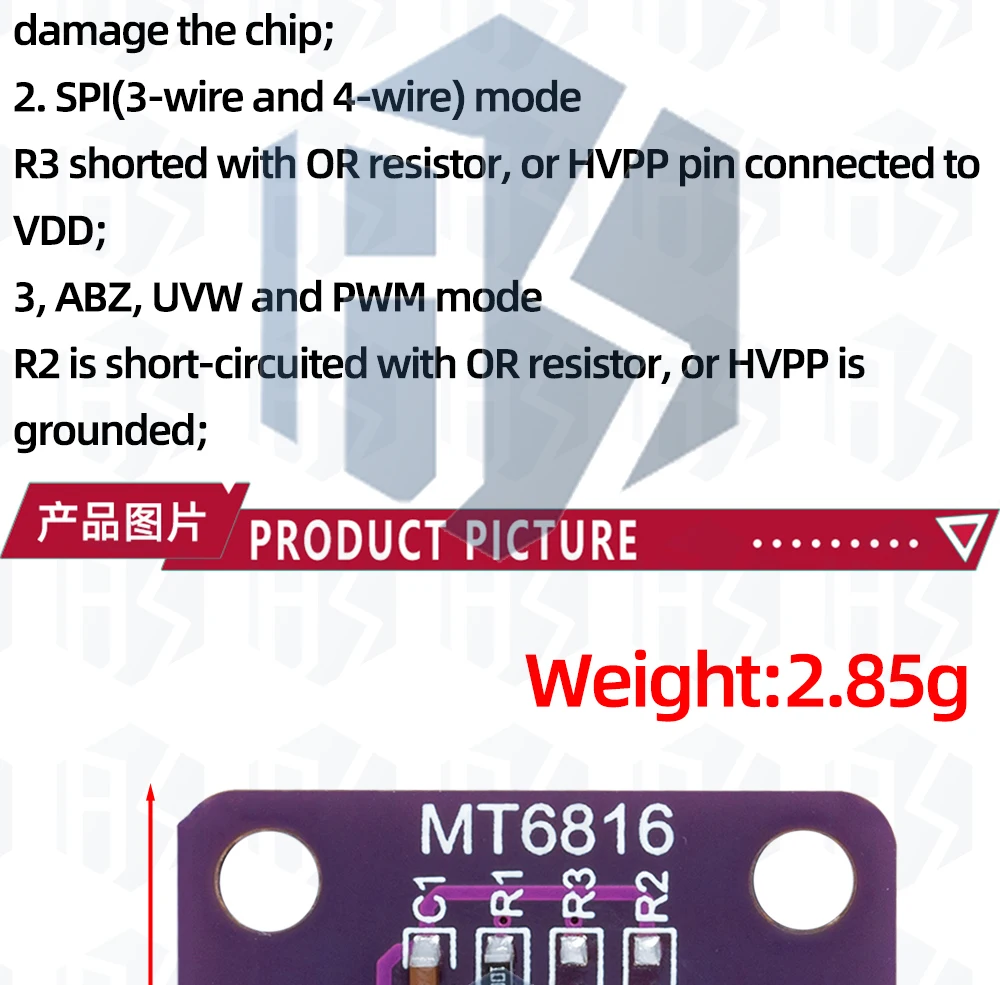 damage the chip;
2. SPI(3-wire and 4-wire) mode
R3 shorted with OR resistor, or HVPP pin connected to
VDD;
3, ABZ, UVW and PWM mode
R2 is short-circuited with OR resistor, or HVPP is
grounded;
产品图片
PRODUCT PICTURE
Weight:2.85g
MT6816
C1
R1
R3
R2